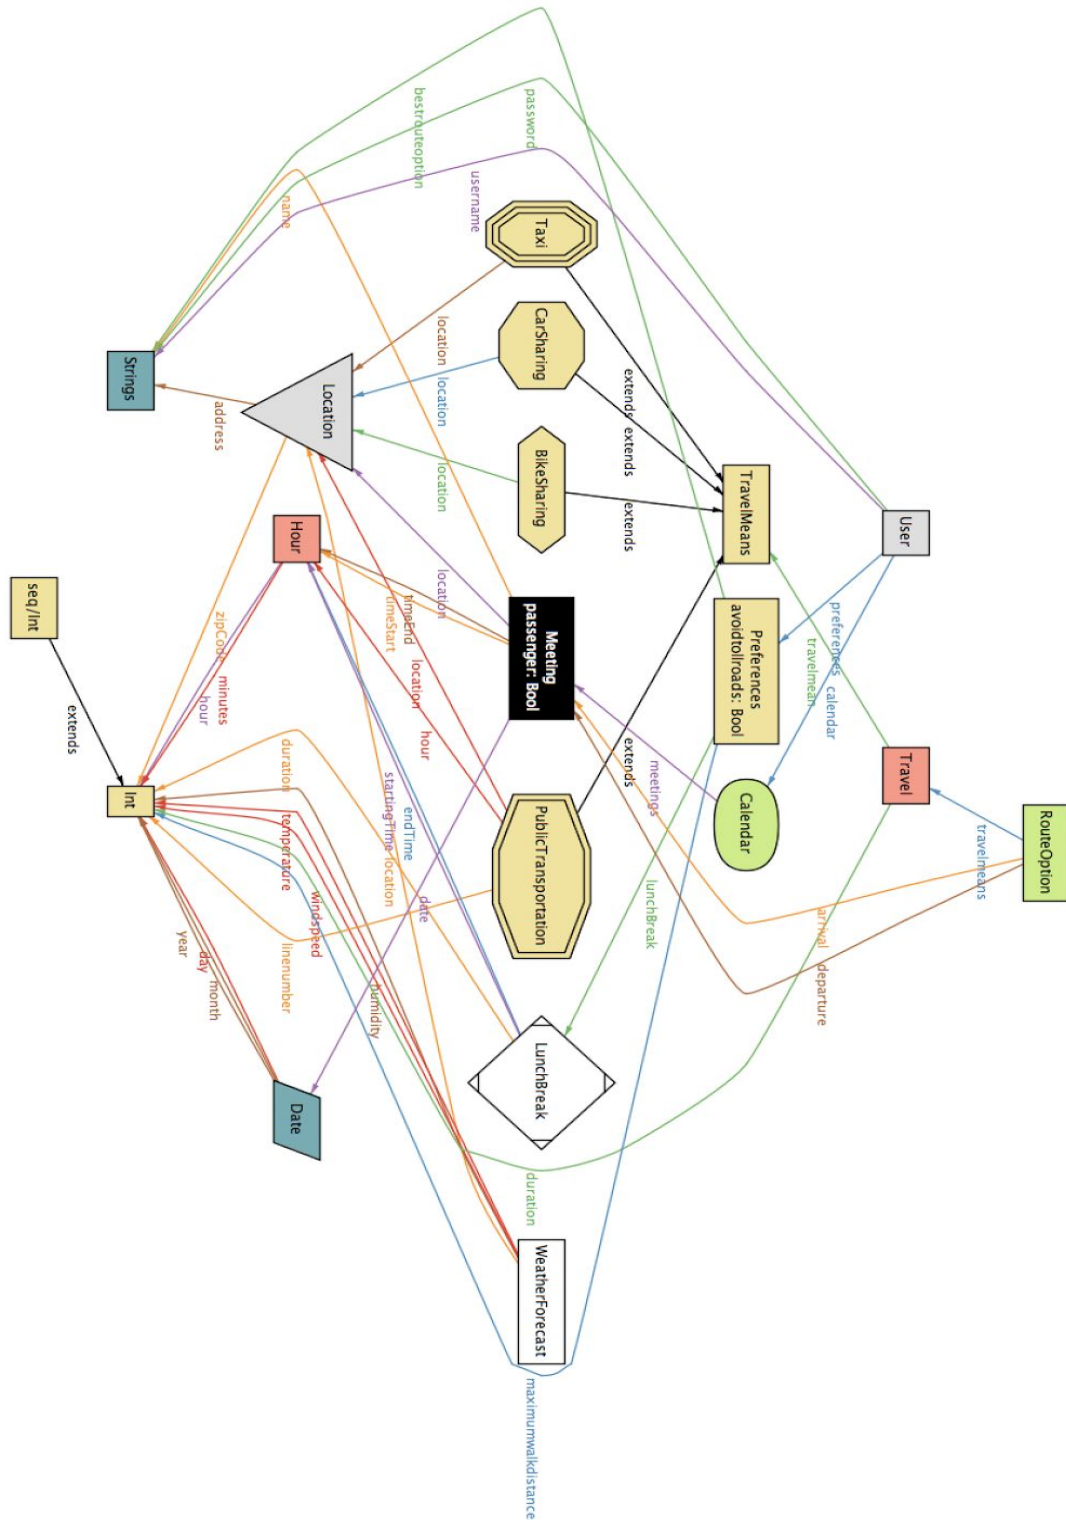 RouteOption
travelmeans
User
Travel
preferences
calendar
travelmean
arrival
departure
TravelMeans
Preferences
avoidtollroads: Bool
Calendar
extends
extends
extends
extends
meetings
lunchBreak
password
username
Taxi
CarSharing
BikeSharing
Meeting
passenger: Bool
PublicTransportation
LunchBreak
WeatherForecast
duration
maximumwalkdistance
bestrouteoption
location
location
location
location
timeEnd
timeStart
location
hour
endTime
startingTime
location
date
humidity
name
Location
Hour
Date
address
zipCode
minutes
hour
duration
temperature
windspeed
linenumber
year
day
month
Strings
Int
seq/Int
extends